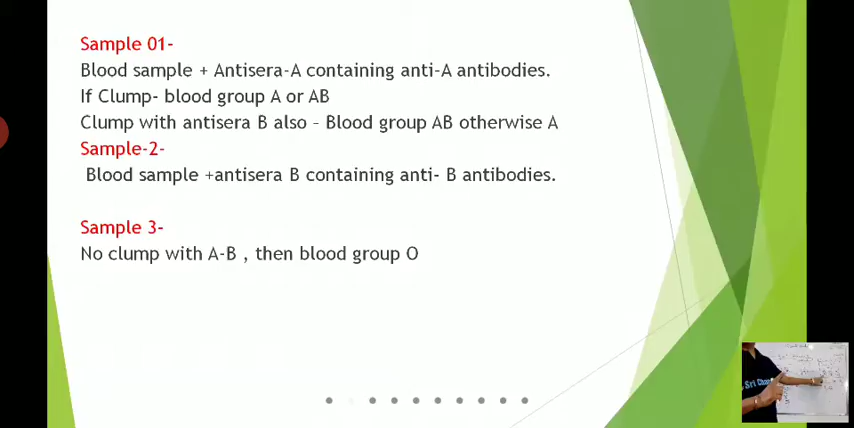 Sample 01-
Blood sample + Antisera-A containing anti-A antibodies.
If Clump- blood group A or AB
Clump with antisera B also – Blood group AB otherwise A
Sample-2-
Blood sample +antisera B containing anti- B antibodies.
Sample 3-
No clump with A-B , then blood group O
Sri